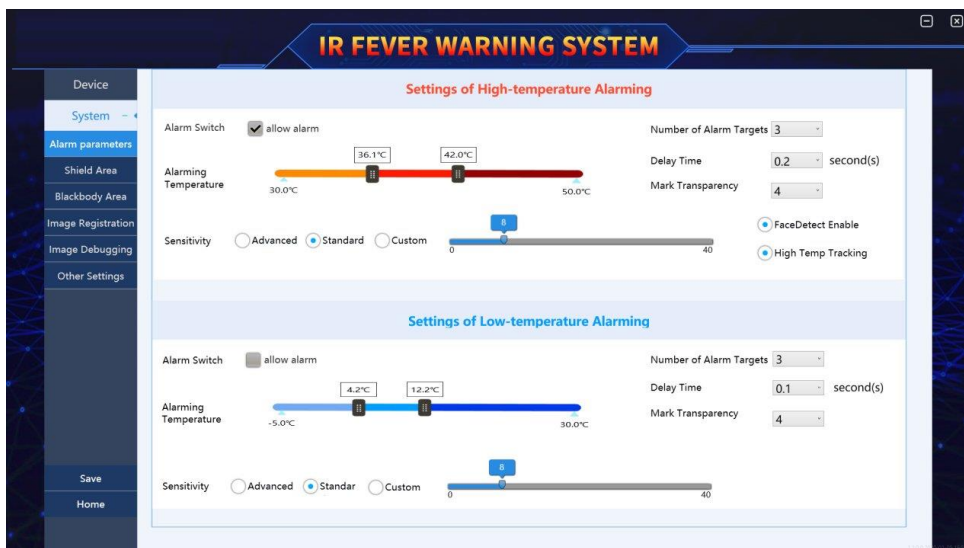 IR FEVER WARNING SYSTEM
Device
System
Alarm parameters
Shield Area
Blackbody Area
Image Registration
Image Debugging
Other Settings
Save
Home
Settings of High-temperature Alarming
Alarm Switch allow alarm
Number of Alarm Targets 3
36.1°C 42.0°C
Delay Time 0.2 second(s)
Alarming
Temperature
30.0°C 50.0°C
Mark Transparency 4
8
FaceDetect Enable
Sensitivity Advanced Standard Custom
0 40
High Temp Tracking
Settings of Low-temperature Alarming
Alarm Switch allow alarm
Number of Alarm Targets 3
4.2°C 12.2°C
Delay Time 0.1 second(s)
Alarming
Temperature
-5.0°C 30.0°C
Mark Transparency 4
8
Sensitivity Advanced Standar Custom
0 40